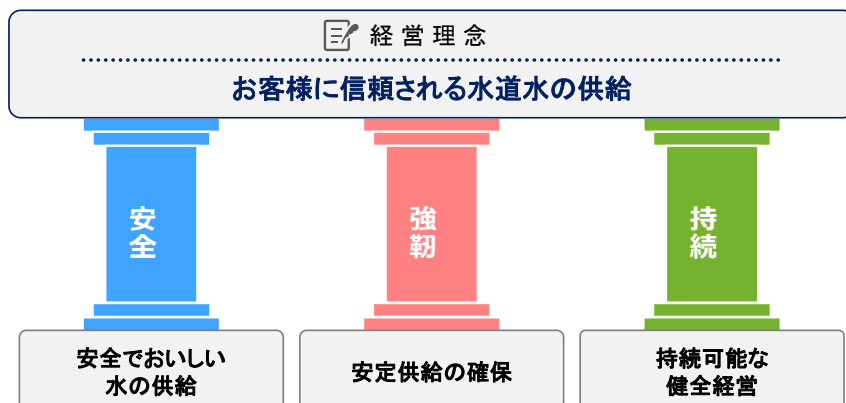 経営理念
お客様に信頼される水道水の供給
安全
強靭
持続
安全でおいしい
水の供給
安定供給の確保
持続可能な
健全経営